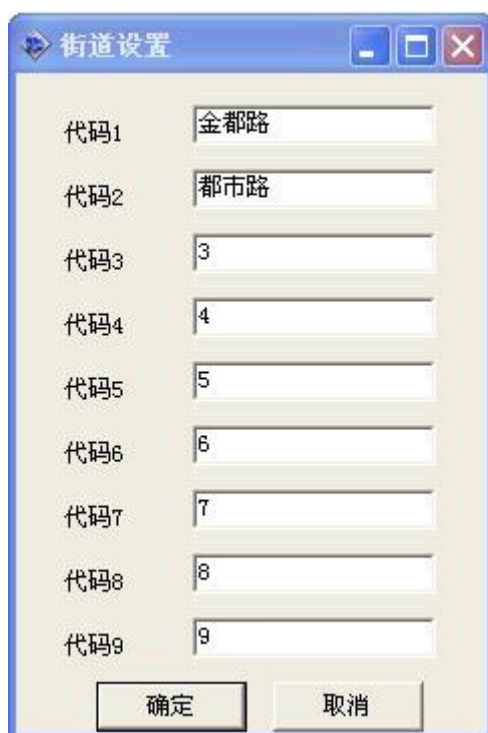 街道设置
代码1 金都路
代码2 都市路
代码3 3
代码4 4
代码5 5
代码6 6
代码7 7
代码8 8
代码9 9
确定 取消